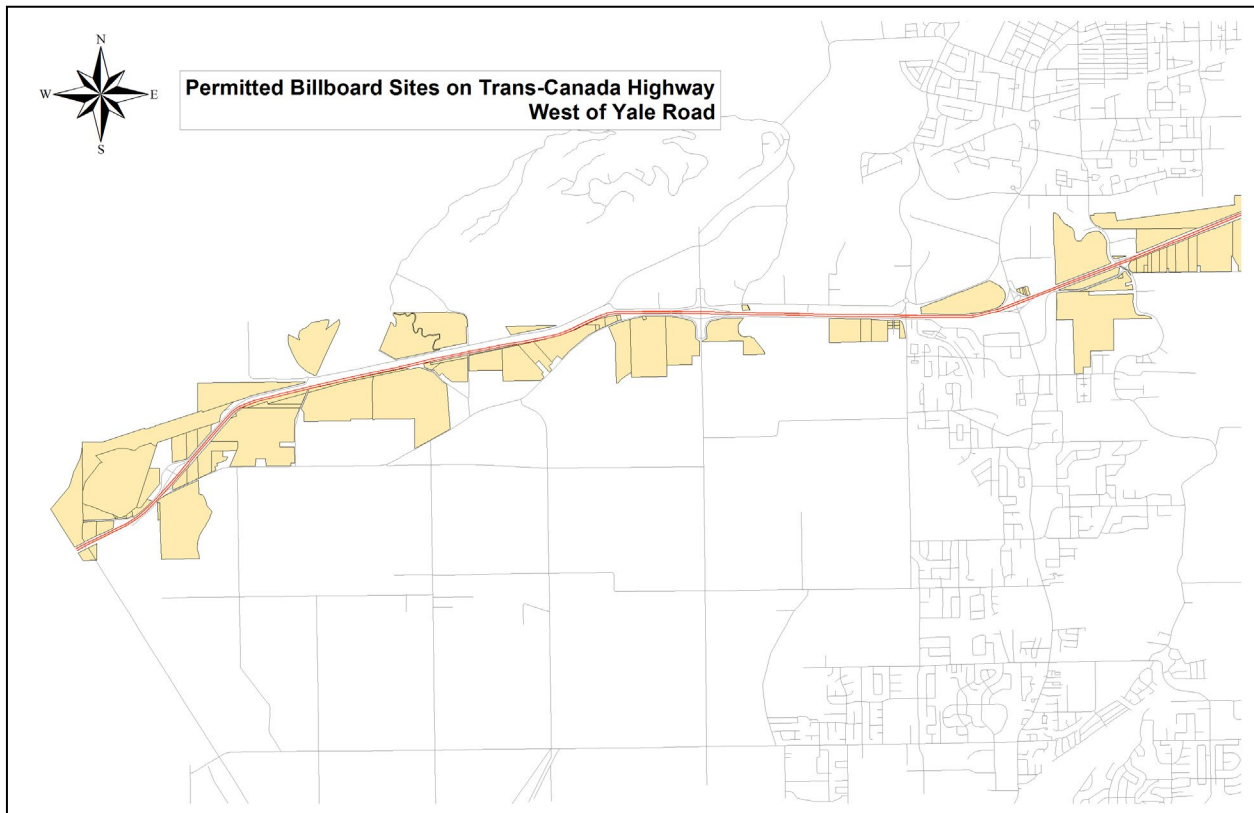 N
W E
S
Permitted Billboard Sites on Trans-Canada Highway
West of Yale Road